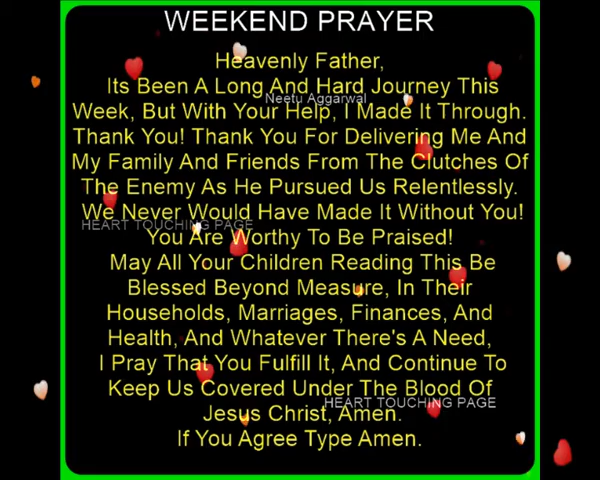 WEEKEND PRAYER
Heavenly Father,
Its Been A Long And Hard Journey This
Neetu Aggarwal
Week, But With Your Help, I Made It Through.
Thank You! Thank You For Delivering Me And
My Family And Friends From The Clutches Of
The Enemy As He Pursued Us Relentlessly.
We Never Would Have Made It Without You!
HEART TOUCHING PAGE
You Are Worthy To Be Praised!
May All Your Children Reading This Be
Blessed Beyond Measure, In Their
Households, Marriages, Finances, And
Health, And Whatever There's A Need,
I Pray That You Fulfill It, And Continue To
Keep Us Covered Under The Blood Of
HEART TOUCHING PAGE
Jesus Christ, Amen.
If You Agree Type Amen.